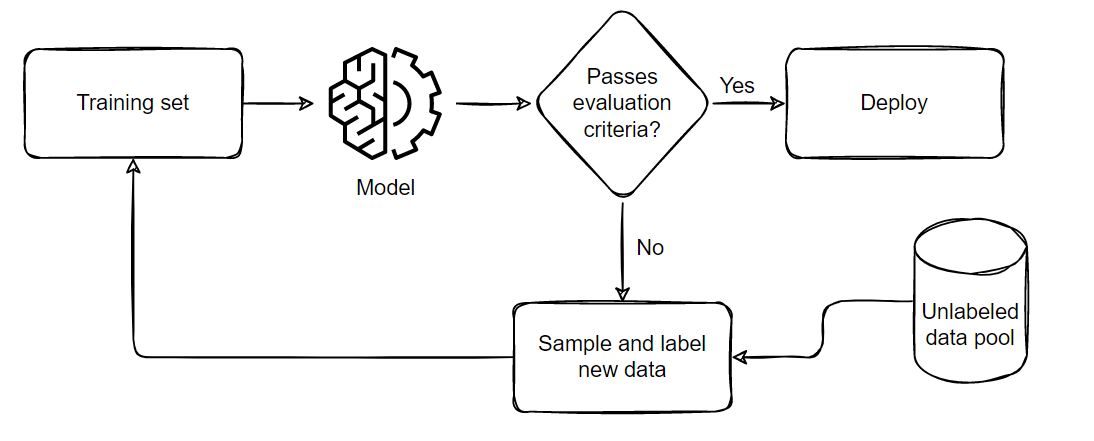 Training set
Model
Passes
evaluation
criteria?
Yes
Deploy
No
Sample and label
new data
Unlabeled
data pool